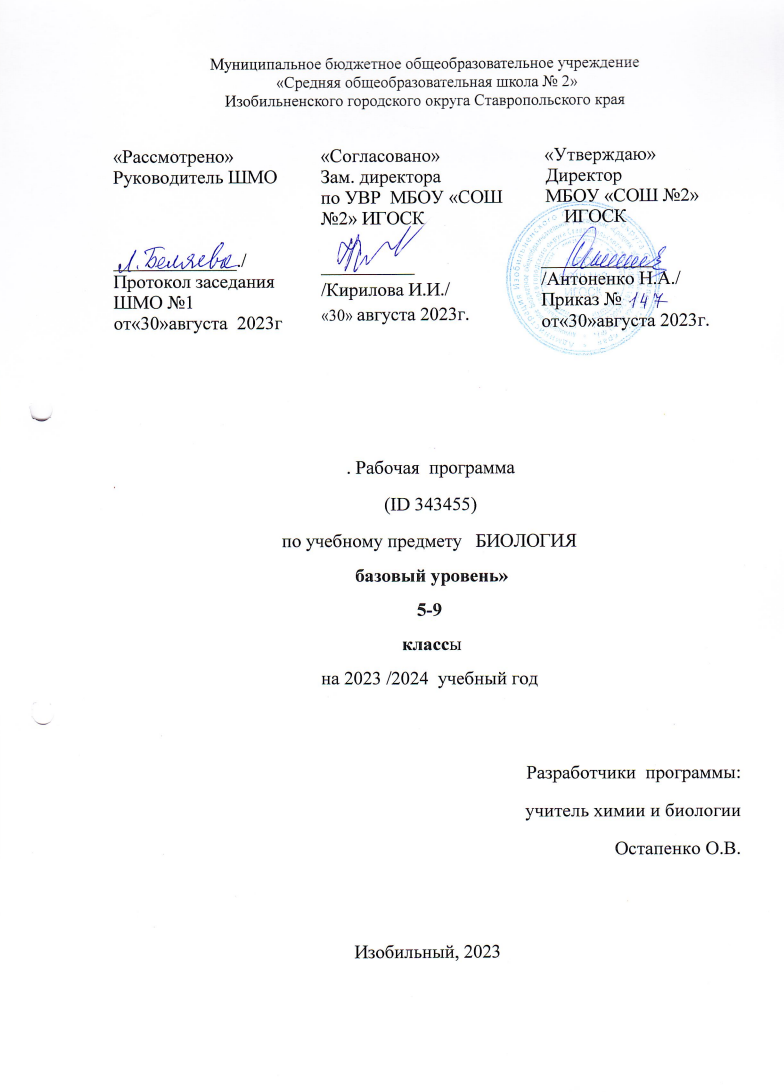 Муниципальное бюджетное общеобразовательное учреждение
«Средняя общеобразовательная школа № 2»
Изобильненского городского округа Ставропольского края
«Рассмотрено»
Руководитель ШМО
Л. Беляева./
Протокол заседания
ШМО №1
от«30»августа 2023г
«Согласовано»
Зам. директора
по УВР МБОУ «СОШ
№2» ИГОСК
/Кирилова И.И./
«30» августа 2023г.
«Утверждаю»
Директор
МБОУ «СОШ №2»
ИГОСК
/Антоненко Н.А./
Приказ № 147
от«30»августа 2023г.
. Рабочая программа
(ID 343455)
по учебному предмету БИОЛОГИЯ
базовый уровень»
5-9
классы
на 2023 /2024 учебный год
Разработчики программы:
учитель химии и биологии
Остапенко О.В.
Изобильный, 2023